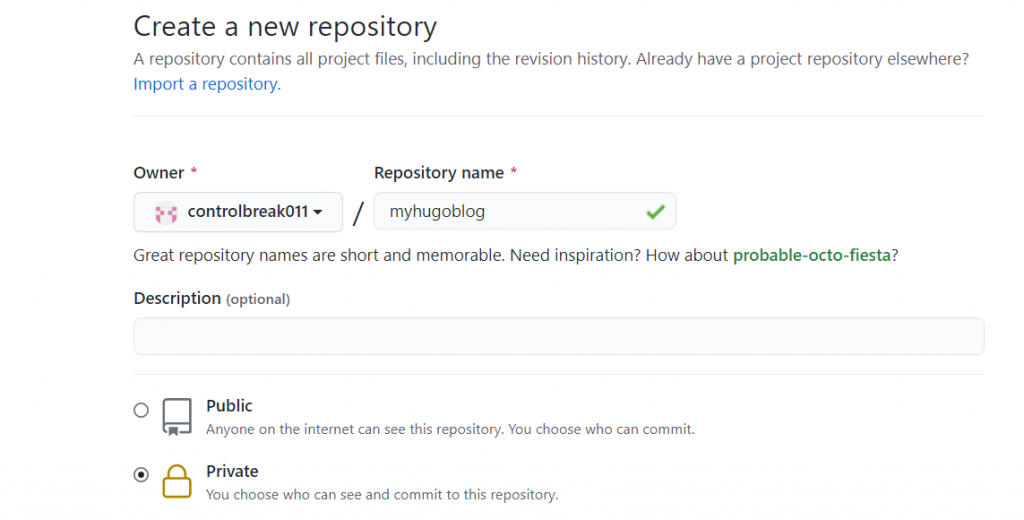 Create a new repository
A repository contains all project files, including the revision history. Already have a project repository elsewhere?
Import a repository.
Owner *
Repository name *
controlbreak011 / myhugoblog
Great repository names are short and memorable. Need inspiration? How about probable-octo-fiesta?
Description (optional)
Public
Anyone on the internet can see this repository. You choose who can commit.
Private
You choose who can see and commit to this repository.